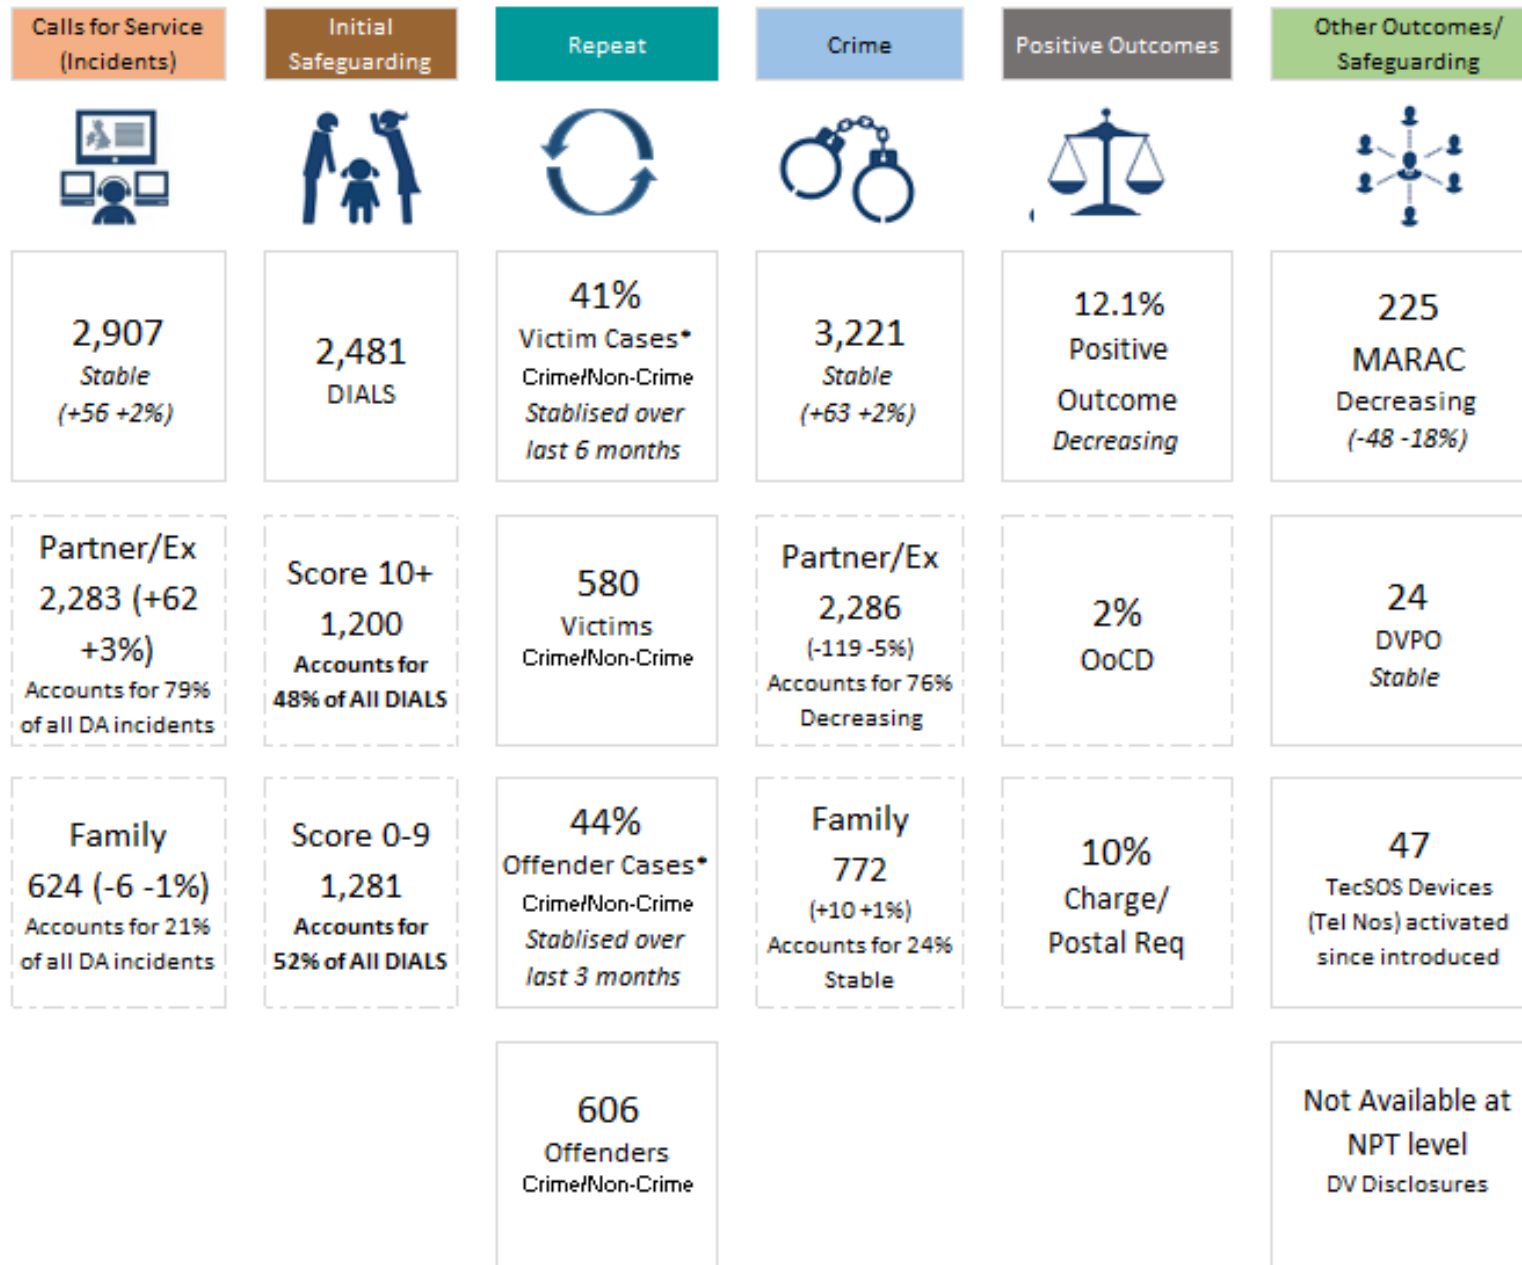 Calls for Service
(Incidents)
Initial
Safeguarding
Repeat
Crime
Positive Outcomes
Other Outcomes/
Safeguarding
2,907
Stable
(+56 +2%)
2,481
DIALS
41%
Victim Cases*
Crime/Non-Crime
Stablised over
last 6 months
3,221
Stable
(+63 +2%)
12.1%
Positive
Outcome
Decreasing
225
MARAC
Decreasing
(-48 -18%)
Partner/Ex
2,283 (+62
+3%)
Accounts for 79%
of all DA incidents
Score 10+
1,200
Accounts for
48% of All DIALS
580
Victims
Crime/Non-Crime
Partner/Ex
2,286
(-119 -5%)
Accounts for 76%
Decreasing
2%
OoCD
24
DVPO
Stable
Family
624 (-6 -1%)
Accounts for 21%
of all DA incidents
Score 0-9
1,281
Accounts for
52% of All DIALS
44%
Offender Cases*
Crime/Non-Crime
Stablised over
last 3 months
Family
772
(+10 +1%)
Accounts for 24%
Stable
10%
Charge/
Postal Req
47
TecSOS Devices
(Tel Nos) activated
since introduced
606
Offenders
Crime/Non-Crime
Not Available at
NPT level
DV Disclosures